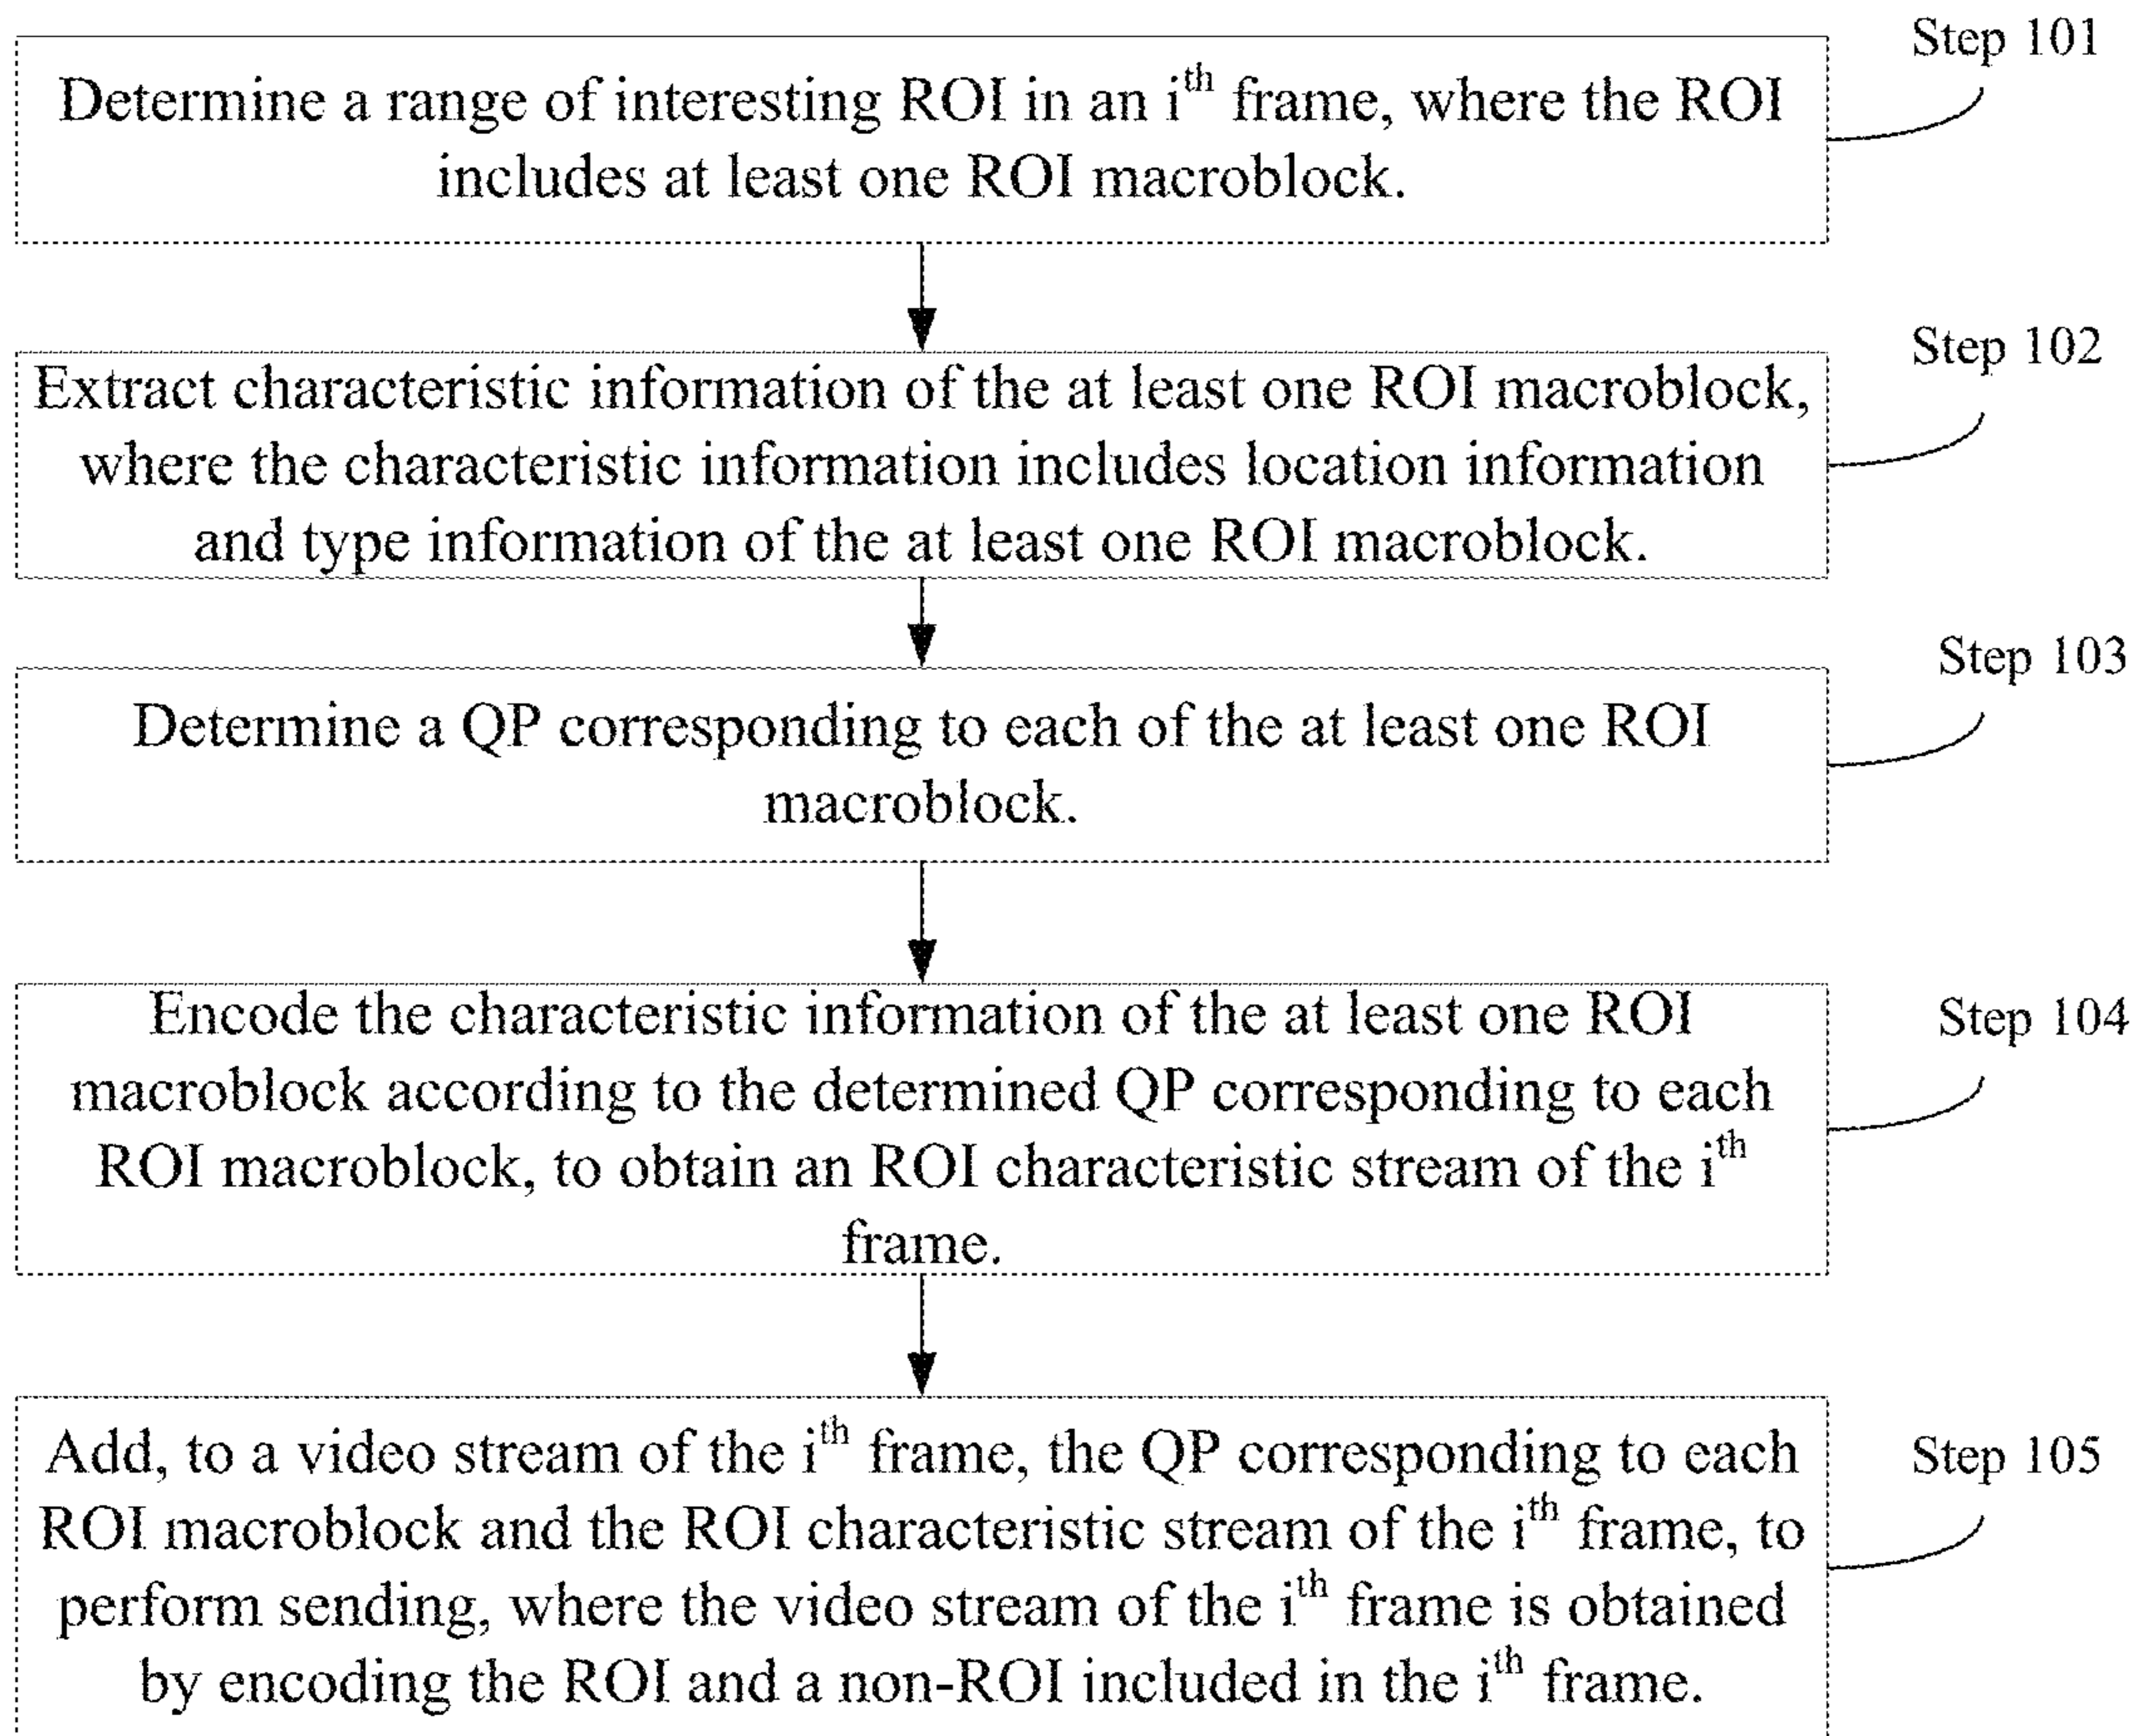 Step 101
Determine a range of interesting ROI in an ith frame, where the ROI
includes at least one ROI macroblock.
Step 102
Extract characteristic information of the at least one ROI macroblock,
where the characteristic information includes location information
and type information of the at least one ROI macroblock.
Step 103
Determine a QP corresponding to each of the at least one ROI
macroblock.
Step 104
Encode the characteristic information of the at least one ROI
macroblock according to the determined QP corresponding to each
ROI macroblock, to obtain an ROI characteristic stream of the ith
frame.
Step 105
Add, to a video stream of the ith frame, the QP corresponding to each
ROI macroblock and the ROI characteristic stream of the ith frame, to
perform sending, where the video stream of the ith frame is obtained
by encoding the ROI and a non-ROI included in the ith frame.